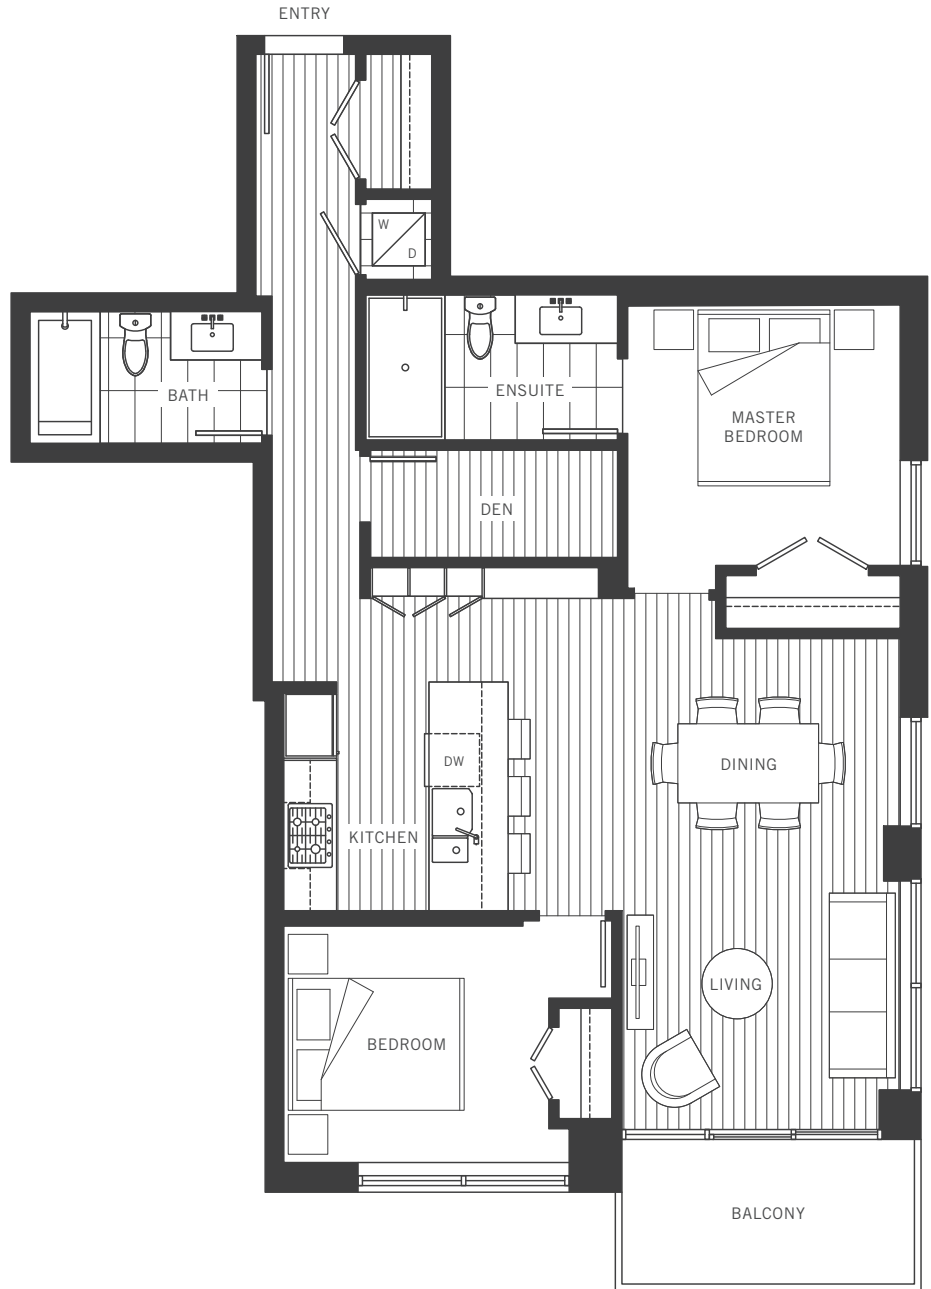 ENTRY
W
D
BATH
ENSUITE
MASTER
BEDROOM
DEN
DW
DINING
KITCHEN
LIVING
BEDROOM
BALCONY